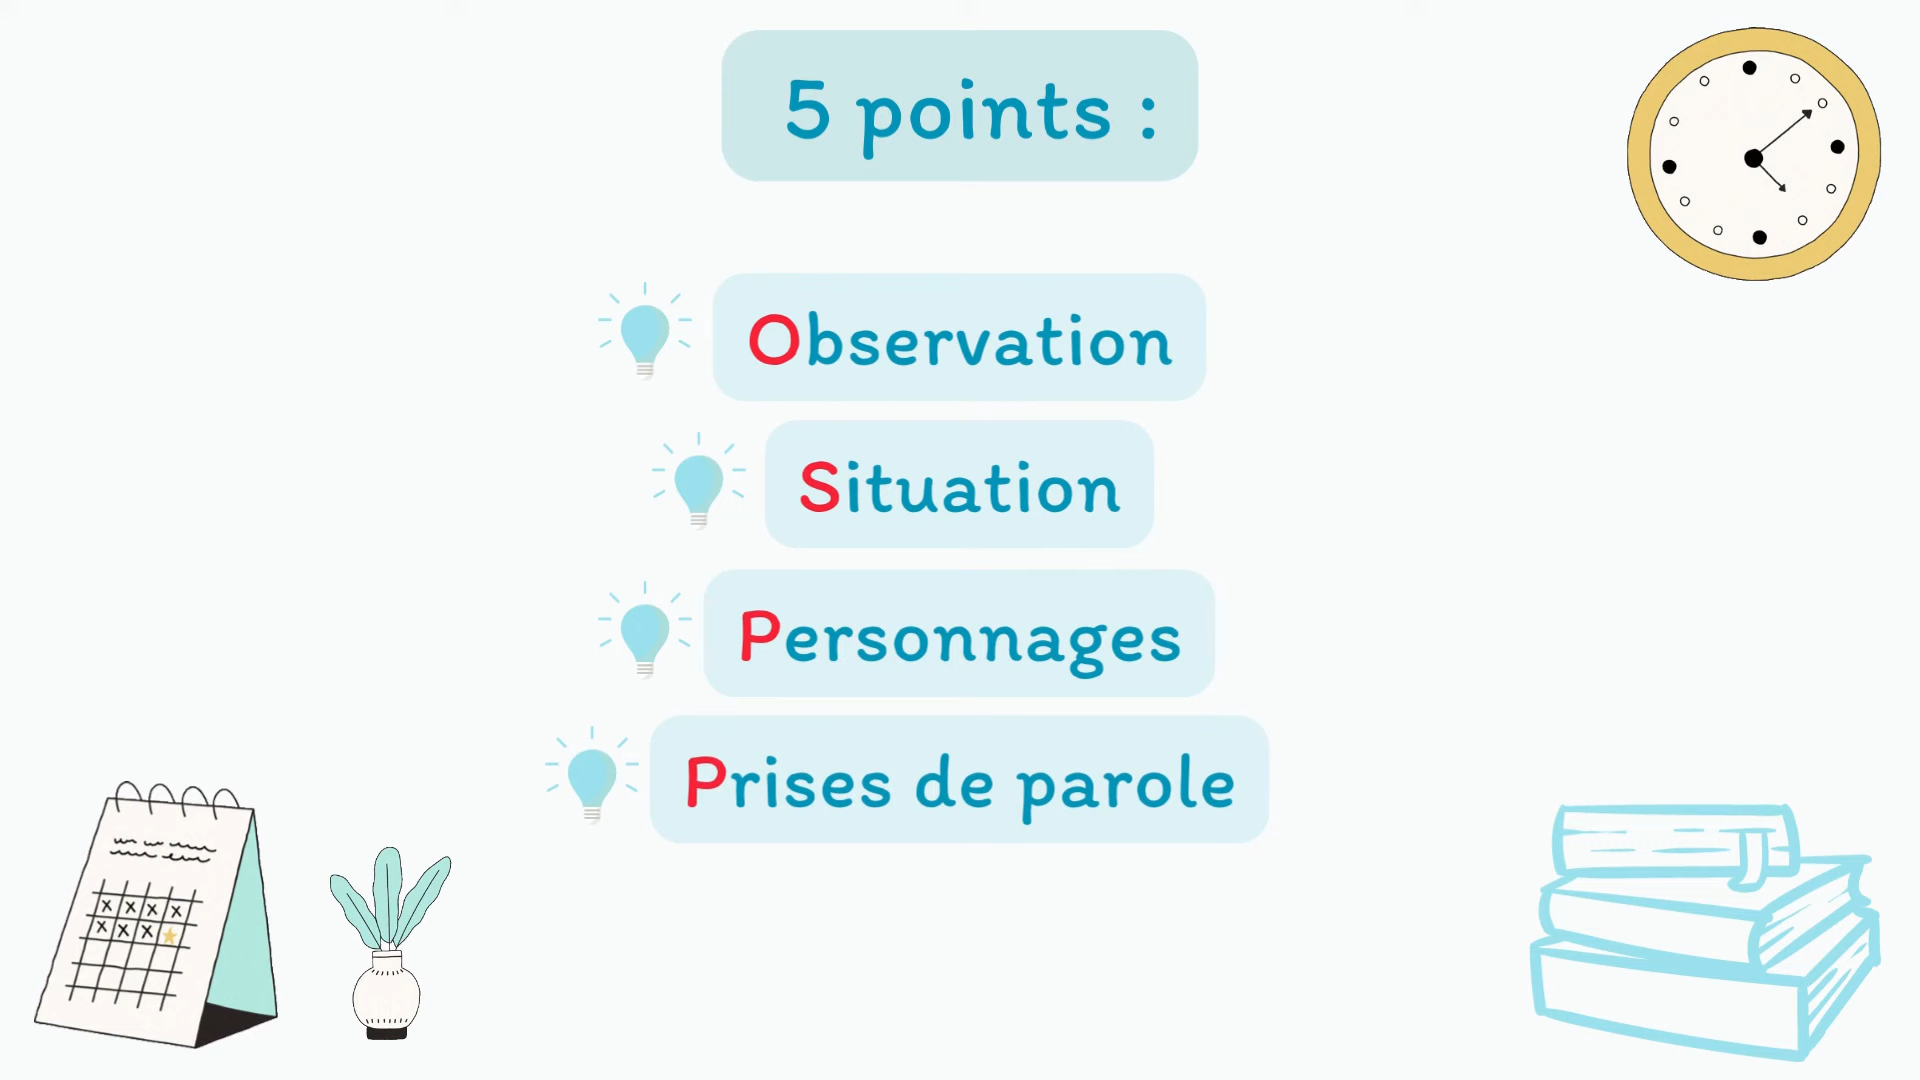 5 points :
Observation
Situation
Personnages
Prises de parole